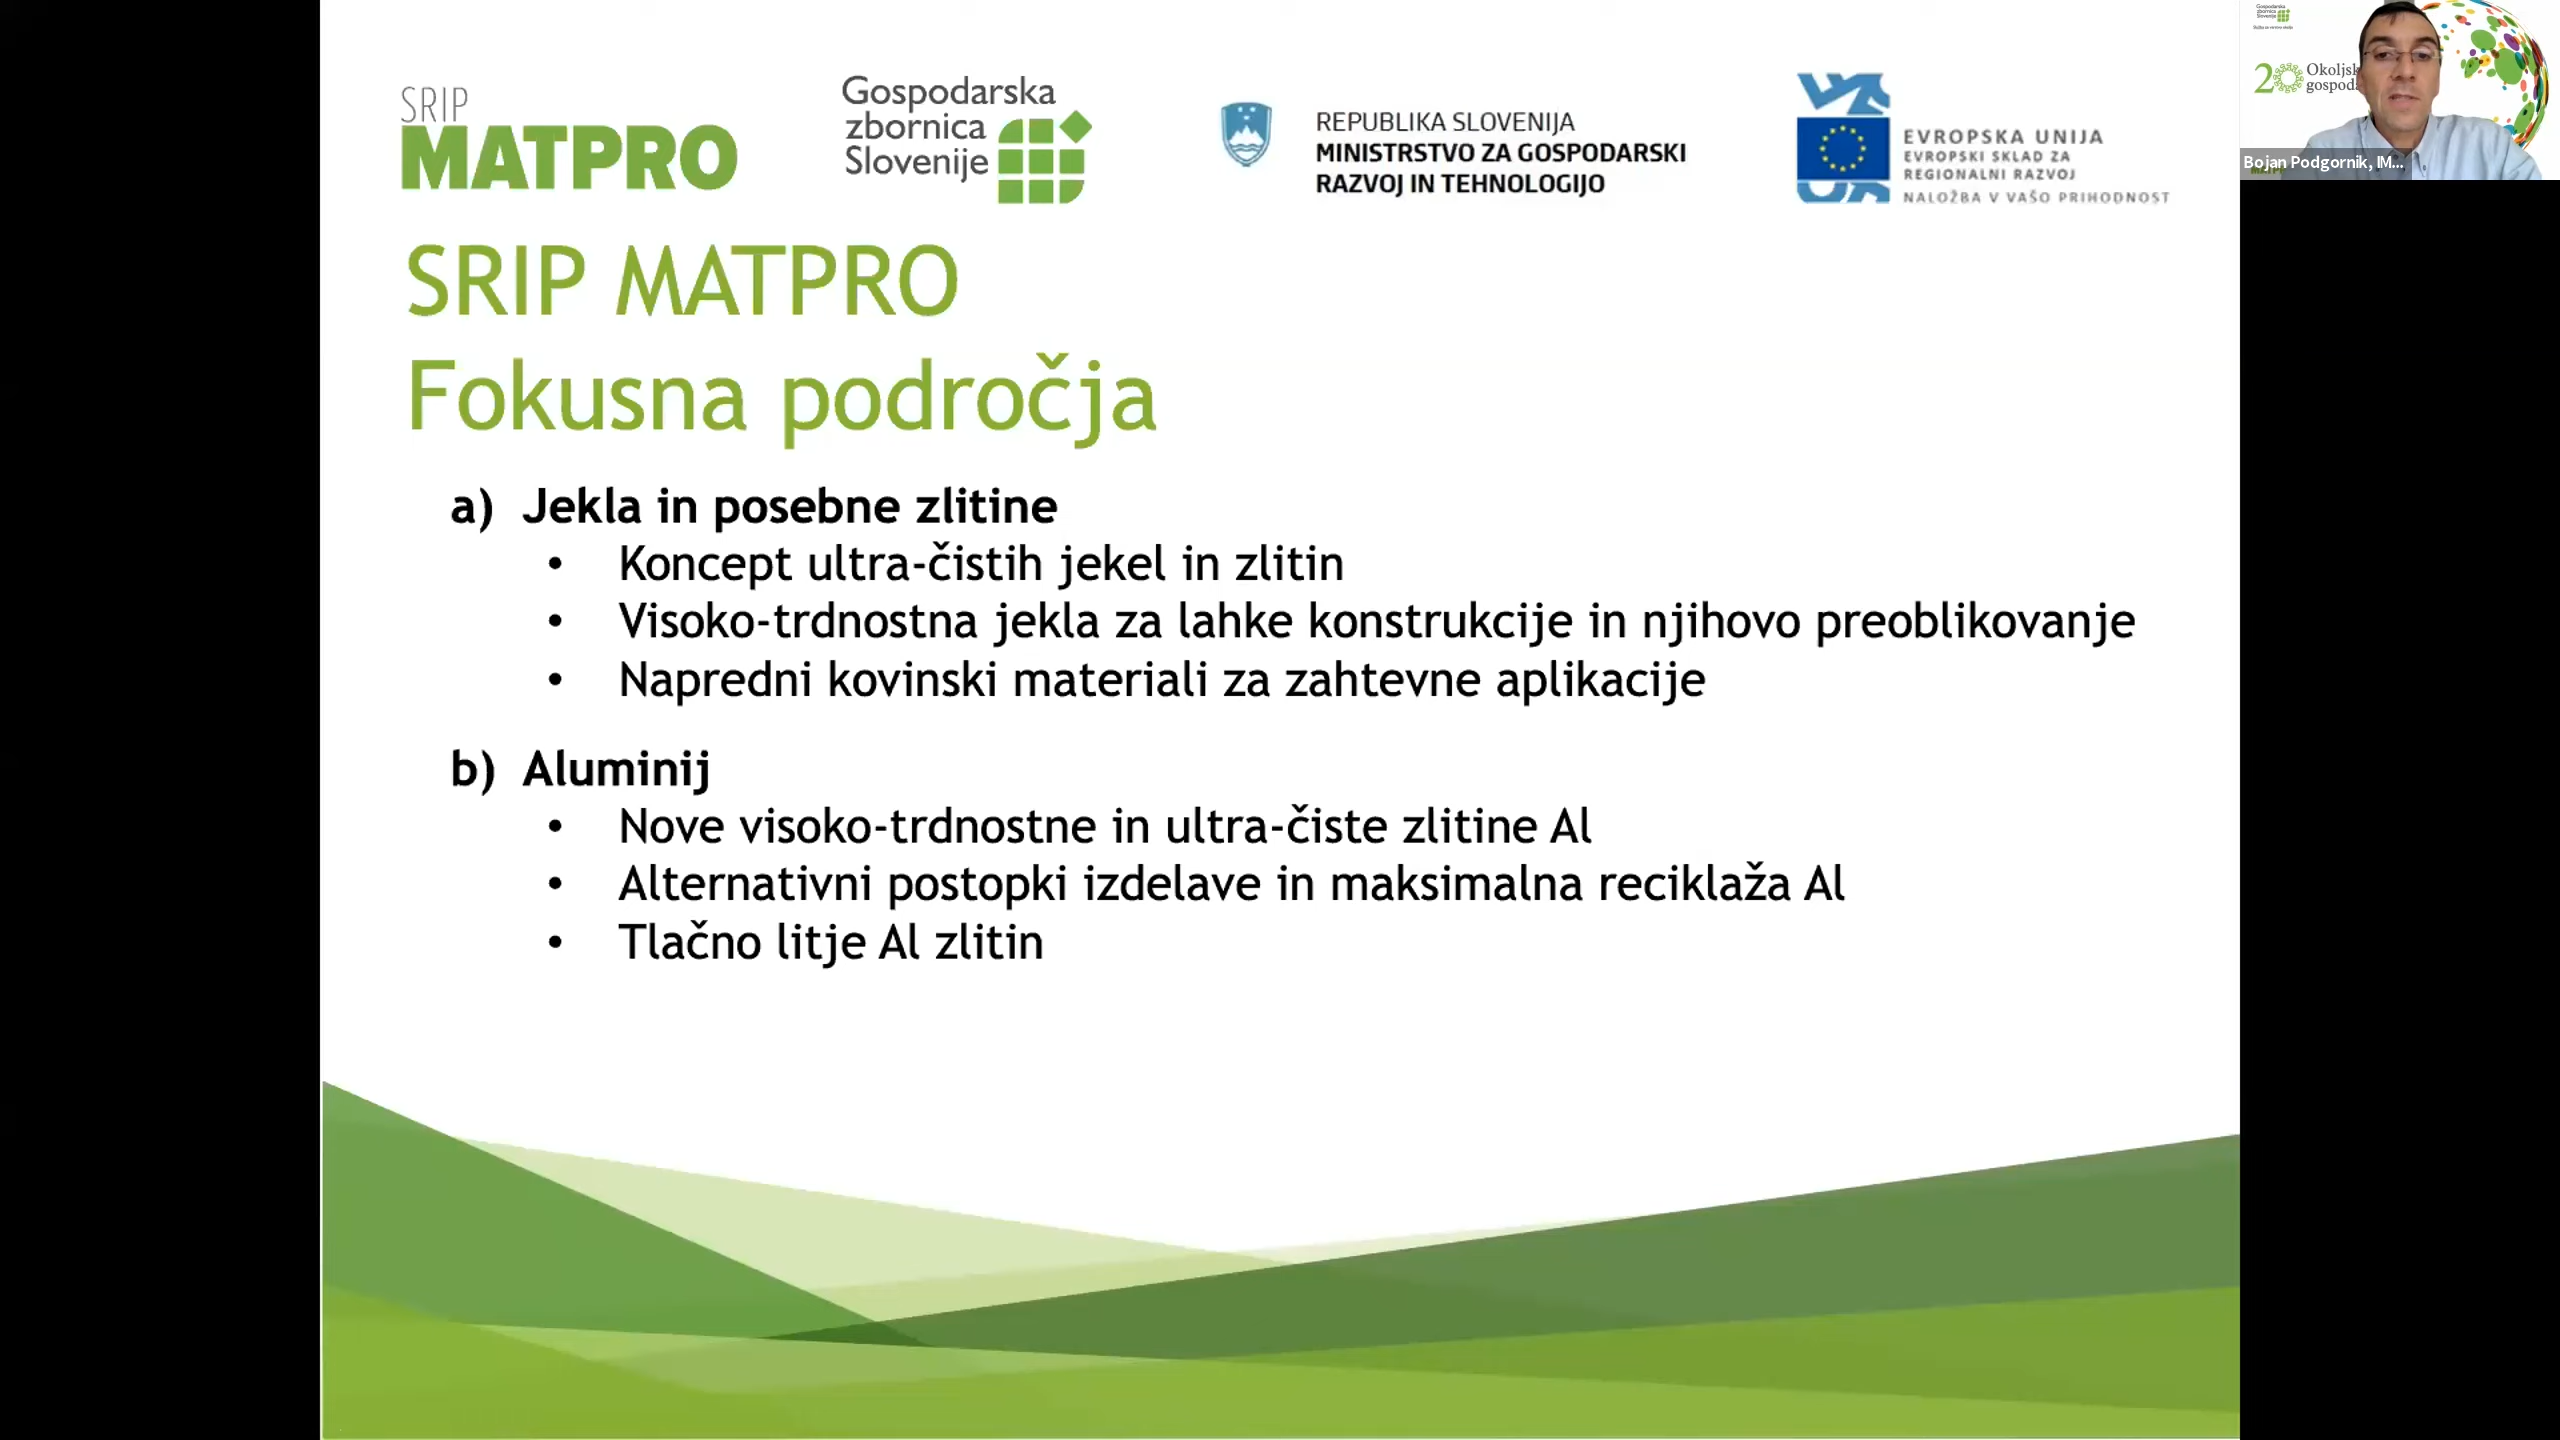 SRIP
MATPRO
Gospodarska
zbornica
Slovenije
REPUBLIKA SLOVENIJA
MINISTRSTVO ZA GOSPODARSKI
RAZVOJ IN TEHNOLOGIJO
EVROPSKA UNIJA
EVROPSKI SKLAD ZA
REGIONALNI RAZVOJ
NALOŽBA V VAŠO PRIHODNOST
Gospodarska
zbornica
Slovenije
20 Okoljsk
gospod
Bojan Podgornik, IM...
SRIP MATPRO
Fokusna področja
a) Jekla in posebne zlitine
• Koncept ultra-čistih jekel in zlitin
• Visoko-trdnostna jekla za lahke konstrukcije in njihovo preoblikovanje
• Napredni kovinski materiali za zahtevne aplikacije
b) Aluminij
• Nove visoko-trdnostne in ultra-čiste zlitine Al
• Alternativni postopki izdelave in maksimalna reciklaža Al
• Tlačno litje Al zlitin